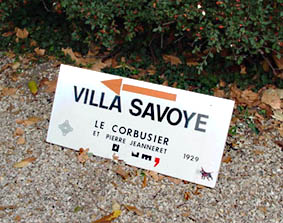 VILLA SAVOYE
LE CORBUSIER
ET PIERRE JEANNERET
1929